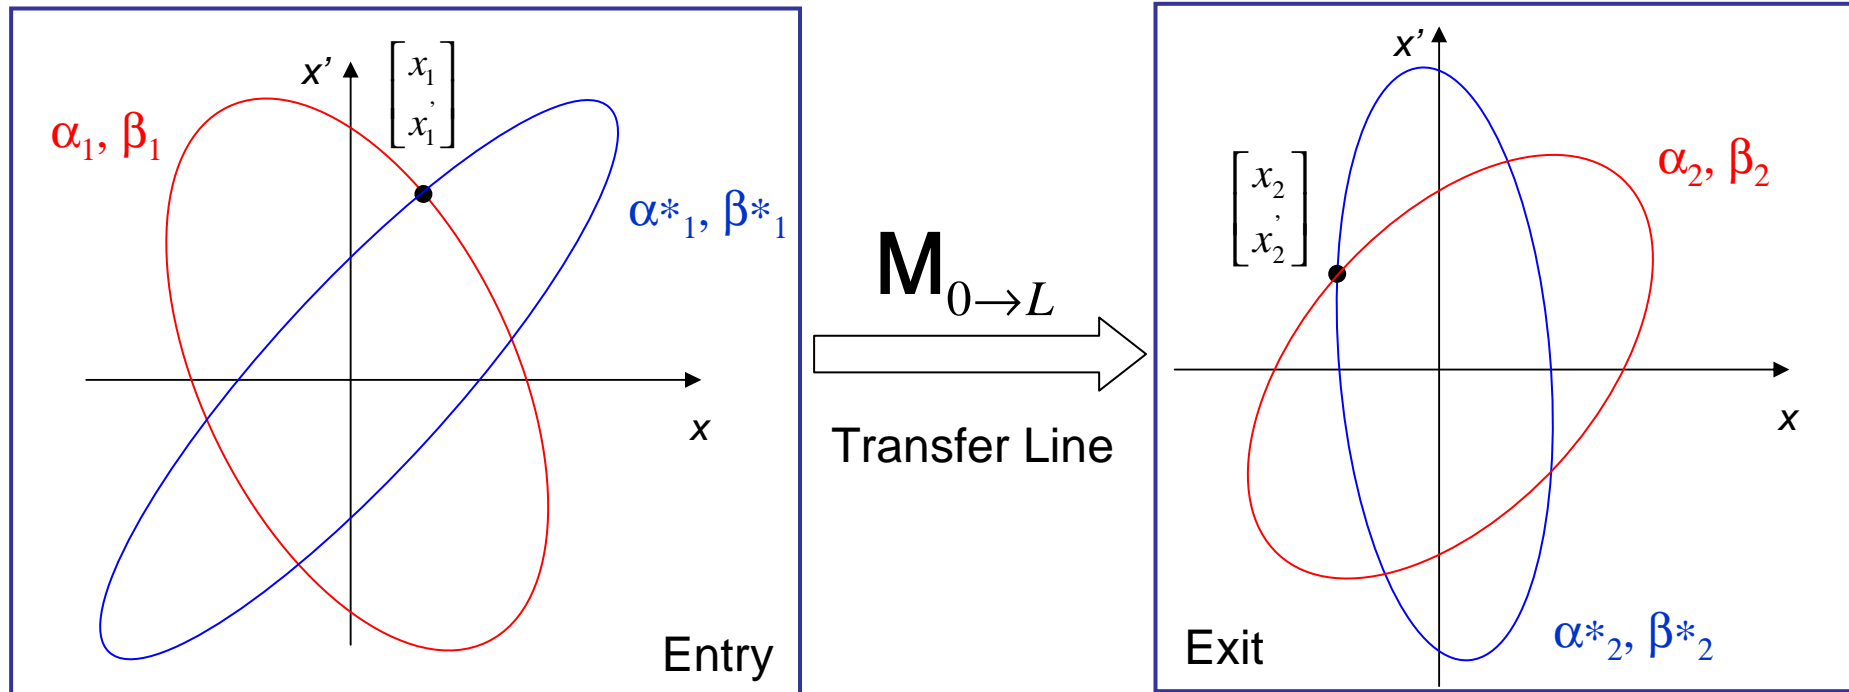 x’
[x₁
x₁’]
α₁, β₁
α*₁, β*₁
x
Entry
M₀→L
Transfer Line
x’
[x₂
x₂’]
α₂, β₂
x
α*₂, β*₂
Exit